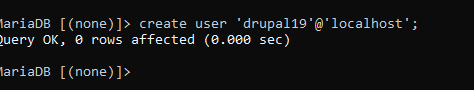 MariaDB [(none)]> create user 'drupal19'@'localhost';
Query OK, 0 rows affected (0.000 sec)
MariaDB [(none)]>